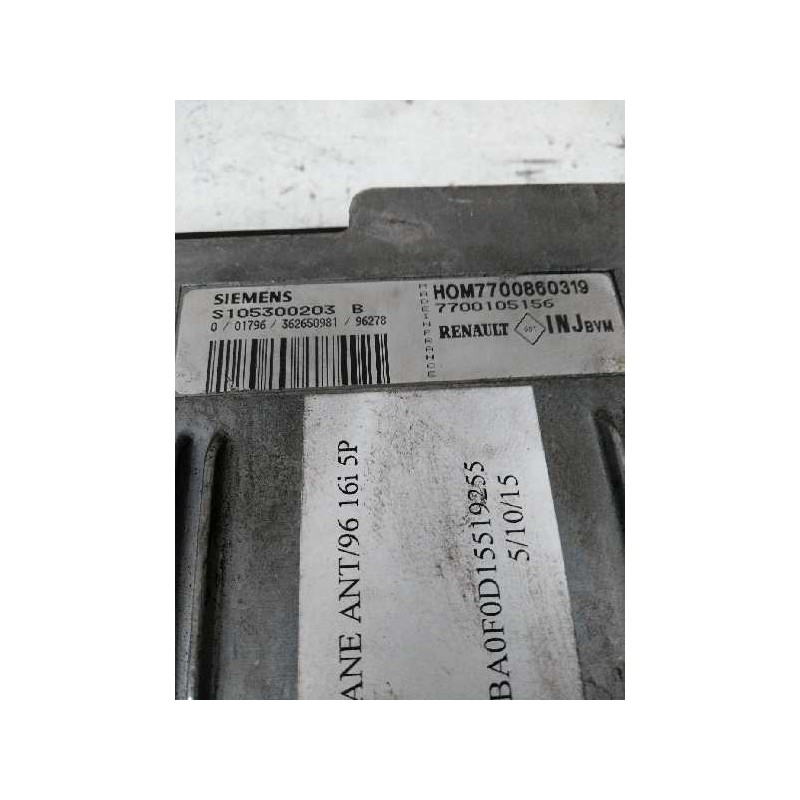 SIEMENS
S105300203 B
0 / 01796 / 362650981 / 96278
MADE IN FRANCE
HOM7700860319
7700105156
RENAULT INJ BVM
ANE ANT/96 16i 5P
BA0F0D15519255
5/10/15